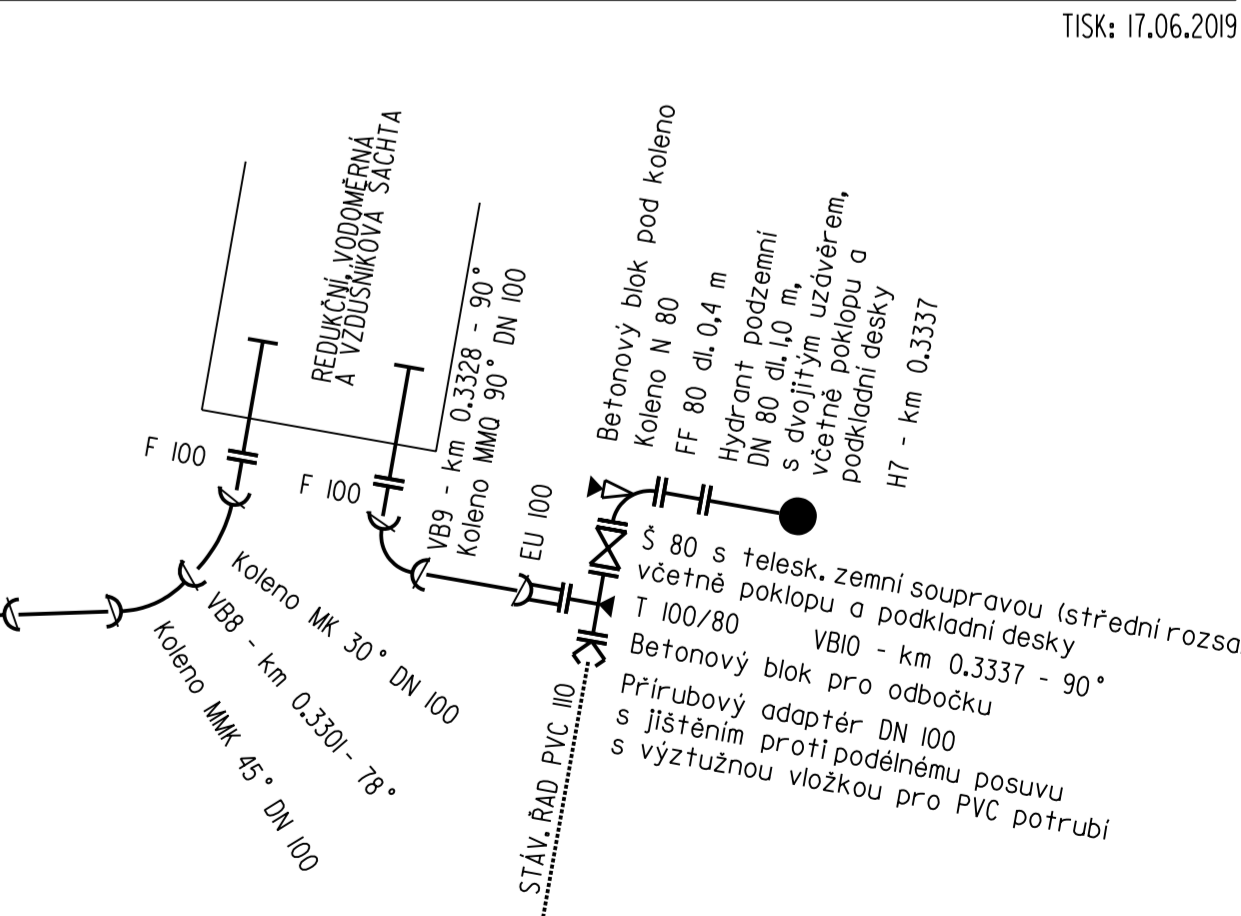 TISK: 17.06.2019
REDUKČNÍ, VODOMĚRNÁ
A VZDUŠNÍKOVÁ ŠACHTA
F 100
F 100
VB9 - km 0.3328 - 90°
Koleno MMQ 90° DN 100
EU 100
Betonový blok pod koleno
Koleno N 80
FF 80 dl. 0,4 m
Hydrant podzemní
DN 80 dl. 1,0 m,
s dvojitým uzávěrem,
včetně poklopu a
podkladní desky
H7 - km 0.3337
Š 80 s telesk. zemní soupravou (střední rozsa
včetně poklopu a podkladní desky
T 100/80
VB10 - km 0.3337 - 90°
Betonový blok pro odbočku
Přírubový adaptér DN 100
s jištěním proti podélnému posuvu
s výztužnou vložkou pro PVC potrubí
Koleno MK 30° DN 100
VB8 - km 0.3301 - 78°
Koleno MMK 45° DN 100
STÁV. ŘAD PVC 110